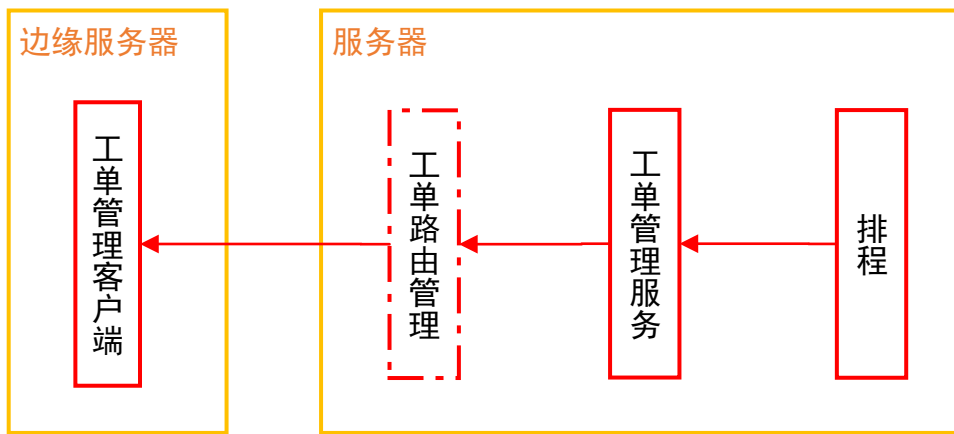 边缘服务器
服务器
工单管理客户端
工单路由管理
工单管理服务
排程